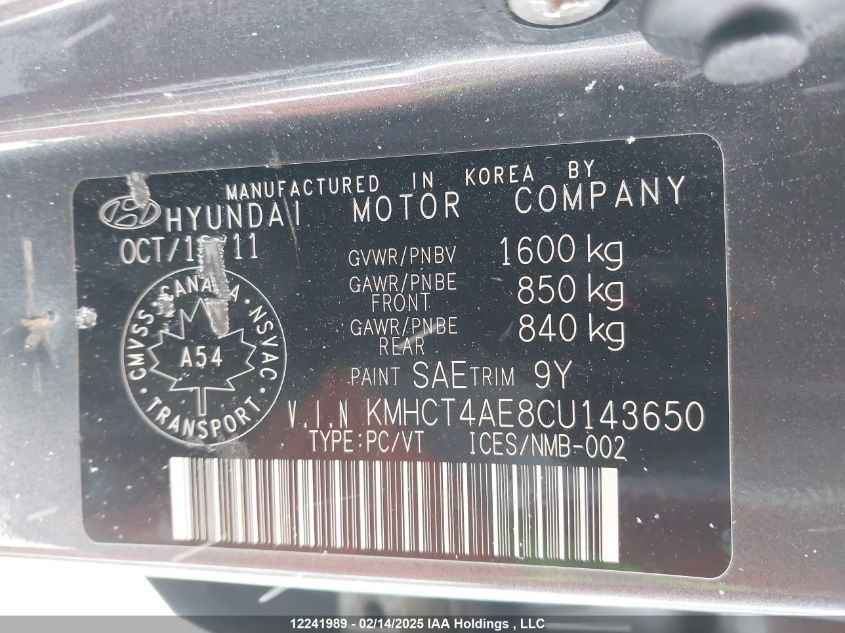 MANUFACTURED IN KOREA BY
HYUNDAI MOTOR COMPANY
GVWR/PNBV 1600 kg
GAWR/PNBE FRONT 850 kg
GAWR/PNBE REAR 840 kg
PAINT SAE TRIM 9Y
CANADA
CMVSS NSVAC
A54
TRANSPORT
V.I.N KMHCT4AE8CU143650
TYPE:PC/VT ICES/NMB-002
12241989 - 02/14/2025 IAA Holdings , LLC